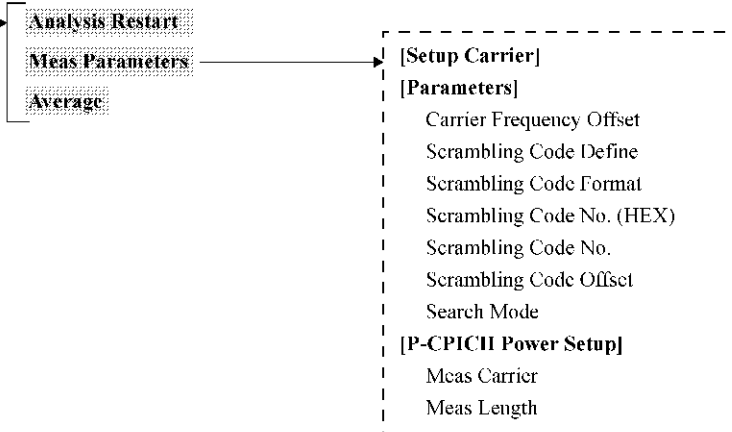 Analysis Restart
Meas Parameters
Average
[Setup Carrier]
[Parameters]
Carrier Frequency Offset
Scrambling Code Define
Scrambling Code Format
Scrambling Code No. (HEX)
Scrambling Code No.
Scrambling Code Offset
Search Mode
[P-CPICH Power Setup]
Meas Carrier
Meas Length